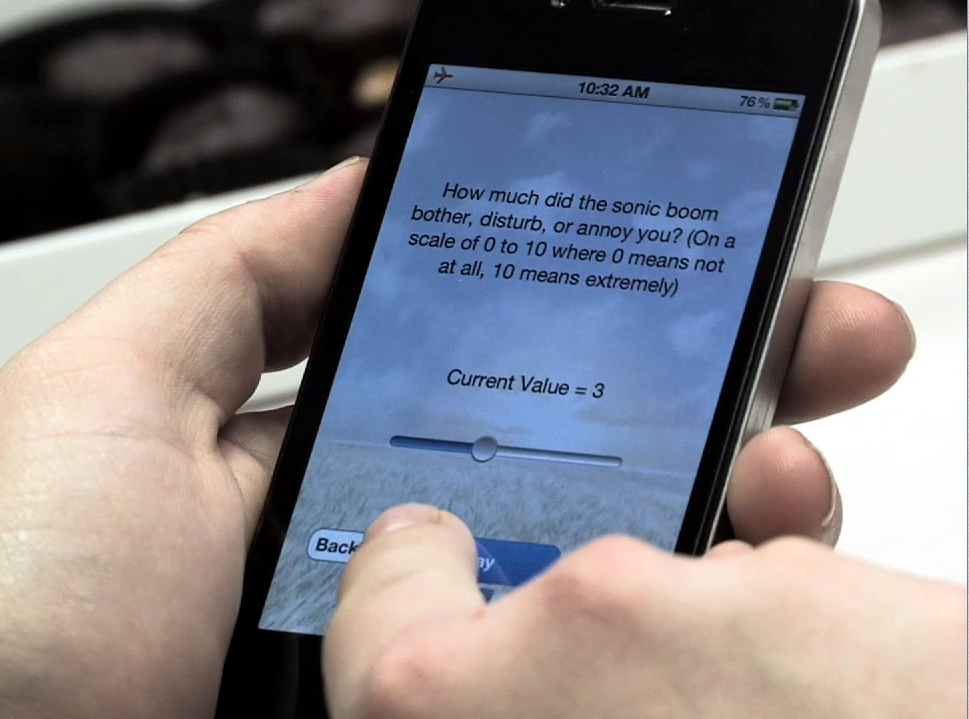 10:32 AM
76%
How much did the sonic boom
bother, disturb, or annoy you? (On a
scale of 0 to 10 where 0 means not
at all, 10 means extremely)
Current Value = 3
Back